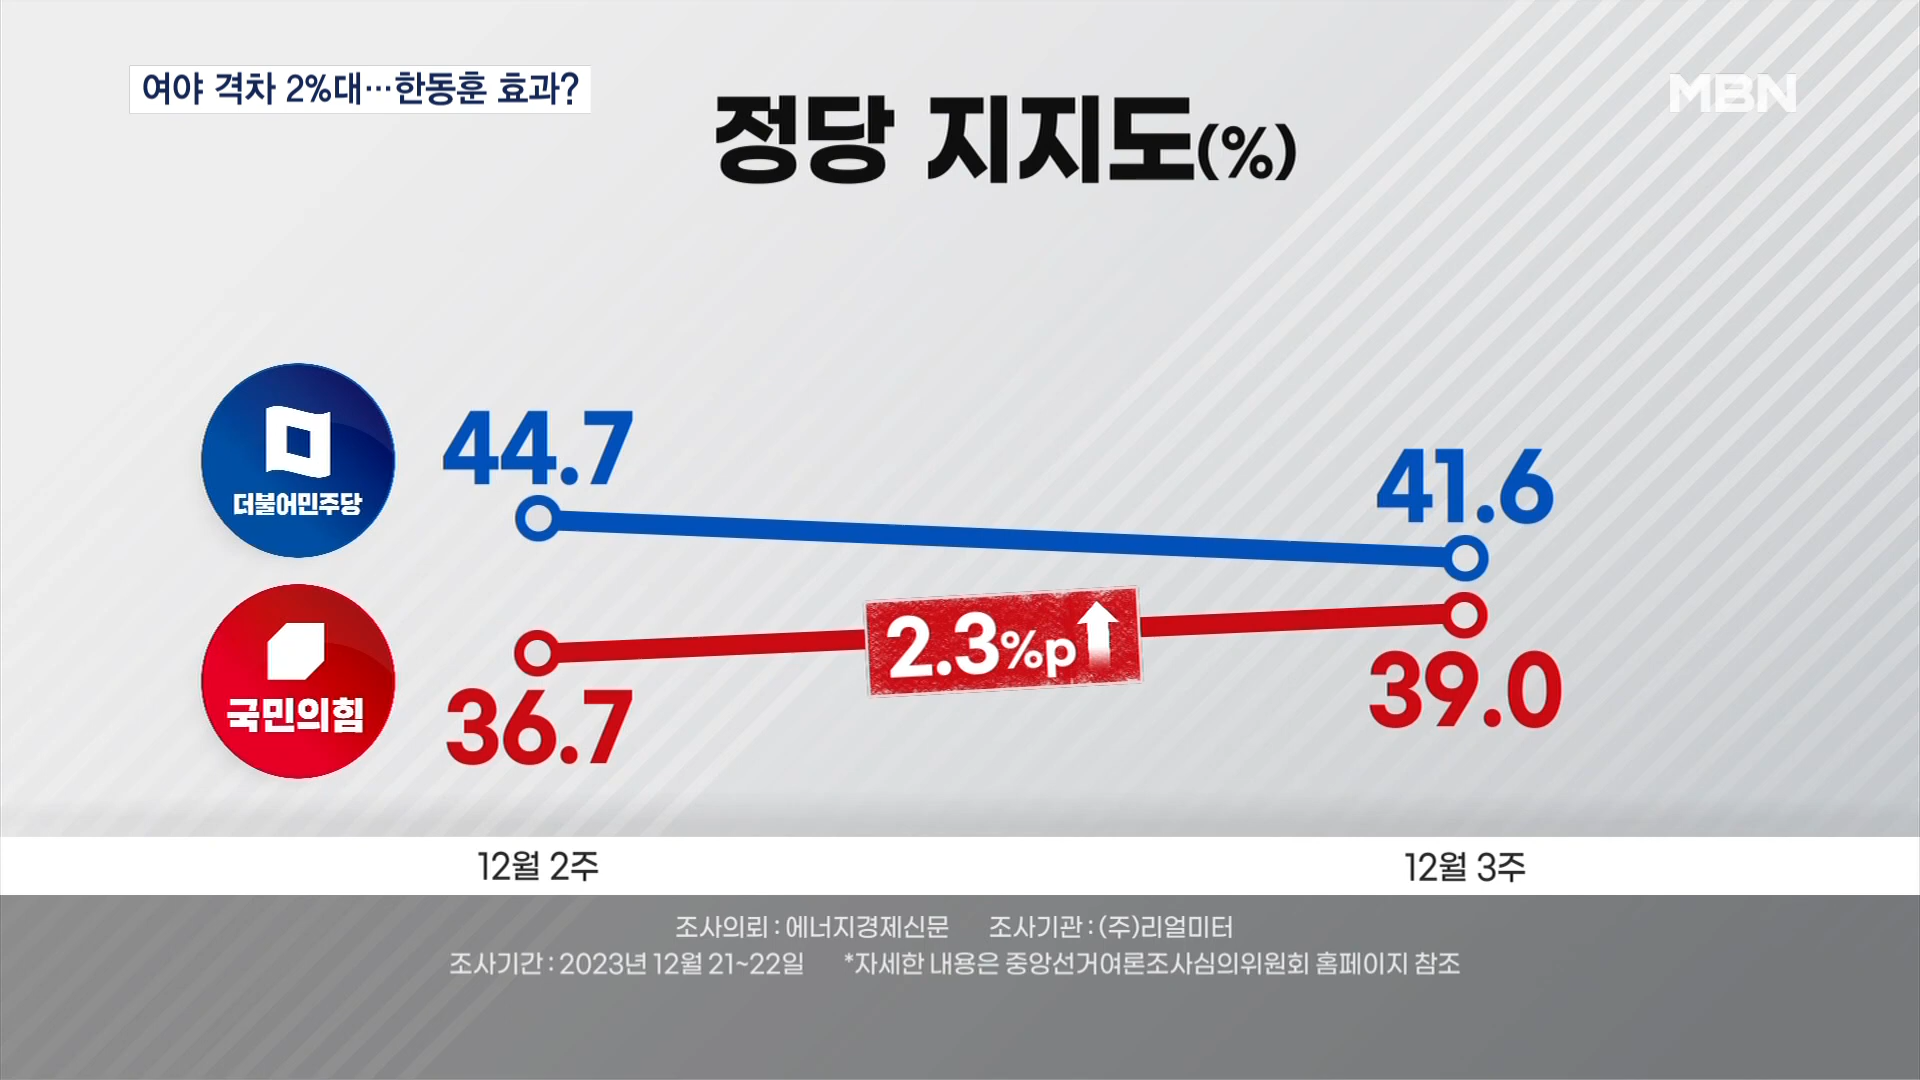 여야 격차 2%대…한동훈 효과?
MBN
정당 지지도(%)
더불어민주당
44.7
41.6
국민의힘
36.7
2.3%p
39.0
12월 2주
12월 3주
조사의뢰 : 에너지경제신문 조사기관 : (주)리얼미터
조사기간 : 2023년 12월 21~22일 *자세한 내용은 중앙선거여론조사심의위원회 홈페이지 참조